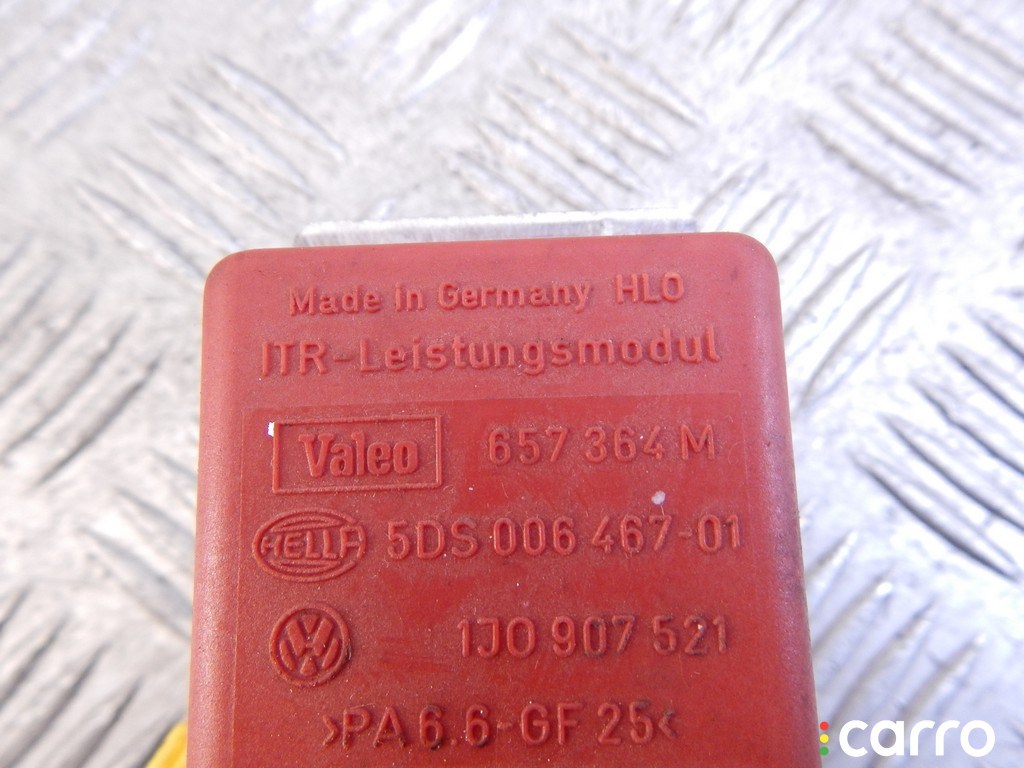 Made in Germany HLO
ITR-Leistungsmodul
Valeo 657 364 M
HELLA 5DS 006 467-01
VW 1J0 907 521
>PA 6.6-GF 25<
carro